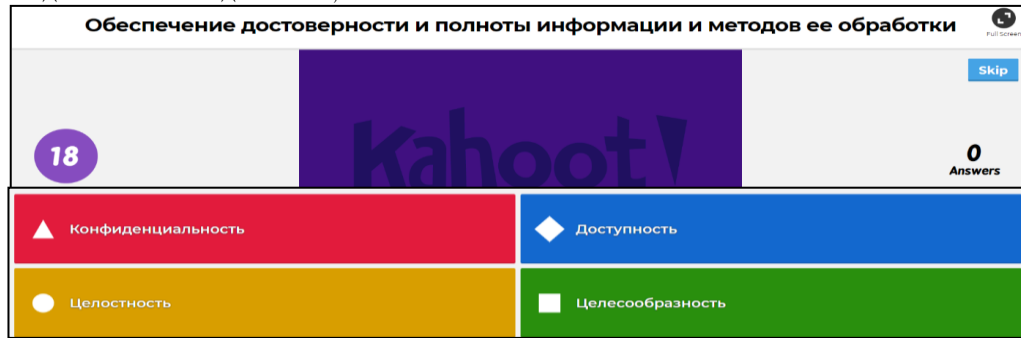 Обеспечение достоверности и полноты информации и методов ее обработки
Full Screen
Skip
Kahoot!
18
0
Answers
Конфиденциальность
Доступность
Целостность
Целесообразность